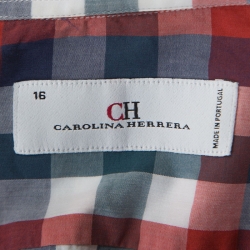 16
CH
CAROLINA HERRERA
MADE IN PORTUGAL